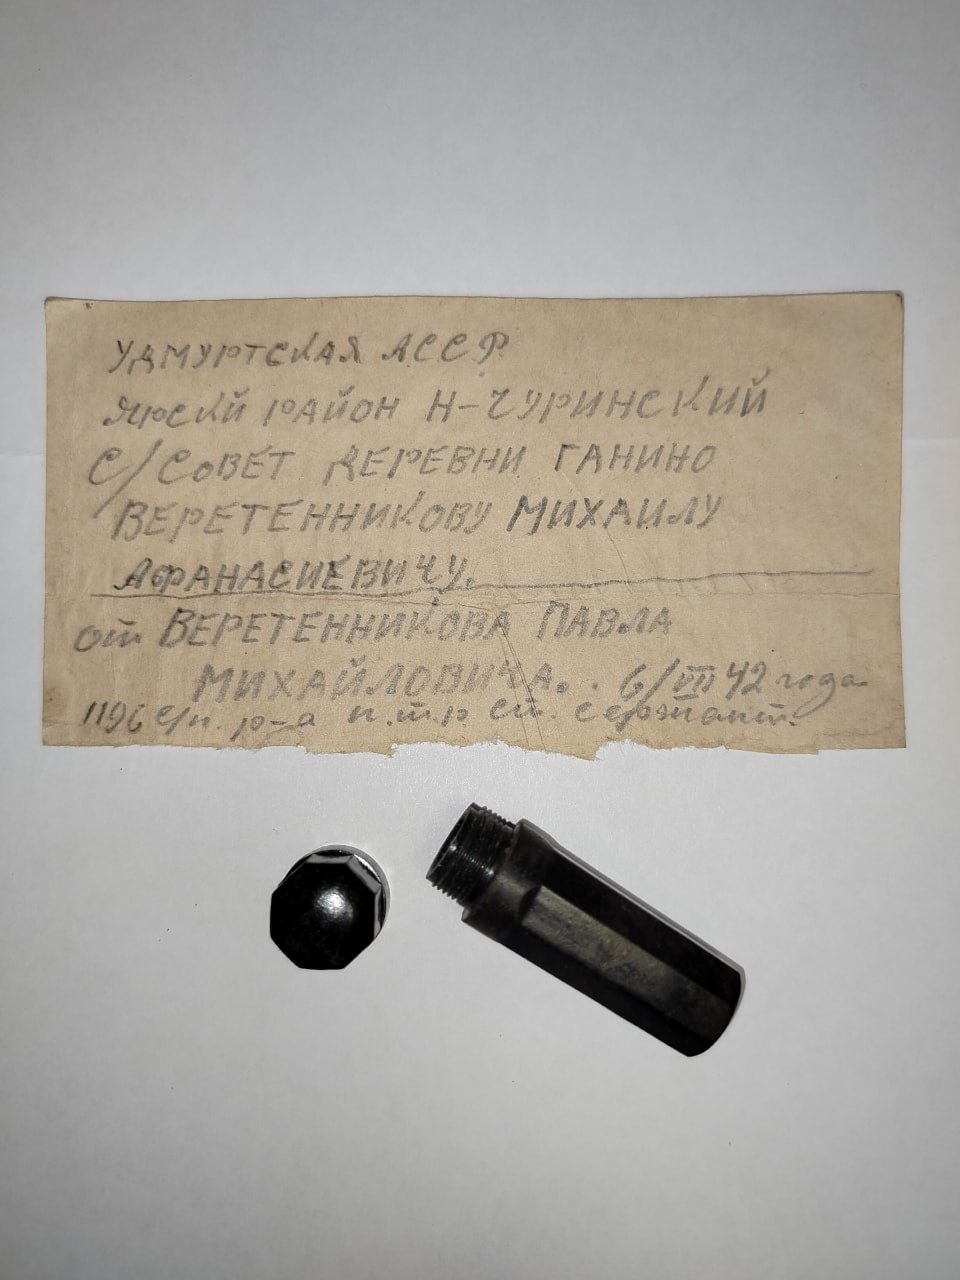 УДМУРТСКАЯ АССР
ЯРСКЙ РАЙОН Н-ЧУРИНСКИЙ
С/СОВЕТ ДЕРЕВНИ ГАНИНО
ВЕРЕТЕННИКОВУ МИХАИЛУ
АФАНАСИЕВИЧУ.
от ВЕРЕТЕННИКОВА ПАВЛА
МИХАЙЛОВИЧА. . 6/VII 42 года
1196 с/п. р-а п.т.р ст. сержант.